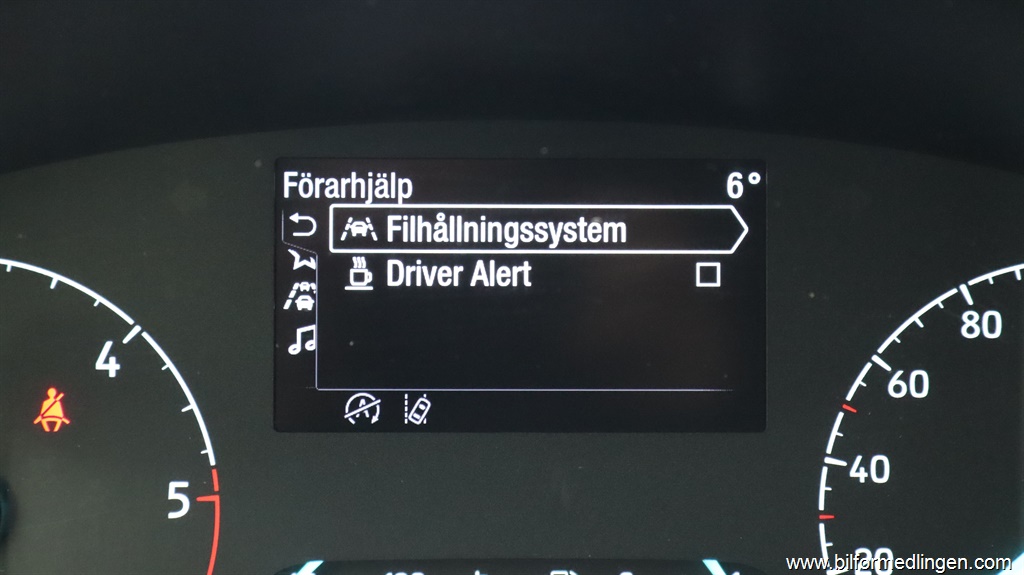 Förarhjälp 6°
Filhållningssystem
Driver Alert
4
5
80
60
40
www.bilformedlingen.com